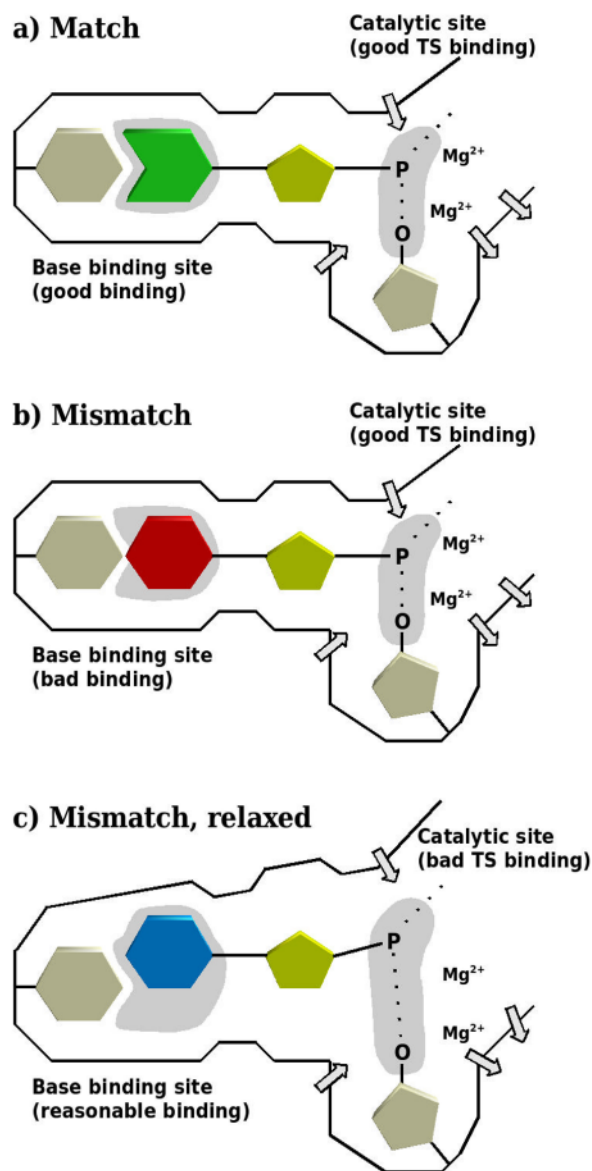 a) Match
Catalytic site
(good TS binding)
P
Mg²⁺
Mg²⁺
O
Base binding site
(good binding)
b) Mismatch
Catalytic site
(good TS binding)
P
Mg²⁺
Mg²⁺
O
Base binding site
(bad binding)
c) Mismatch, relaxed
Catalytic site
(bad TS binding)
P
Mg²⁺
Mg²⁺
O
Base binding site
(reasonable binding)